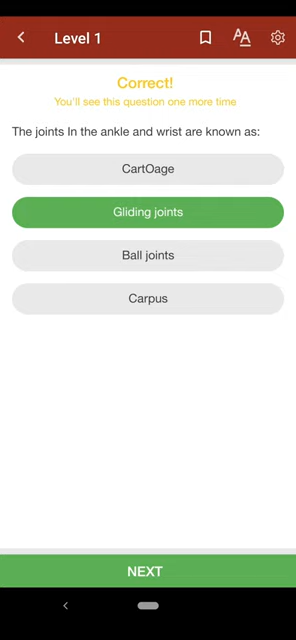 Level 1
Correct!
You'll see this question one more time
The joints In the ankle and wrist are known as:
CartOage
Gliding joints
Ball joints
Carpus
NEXT